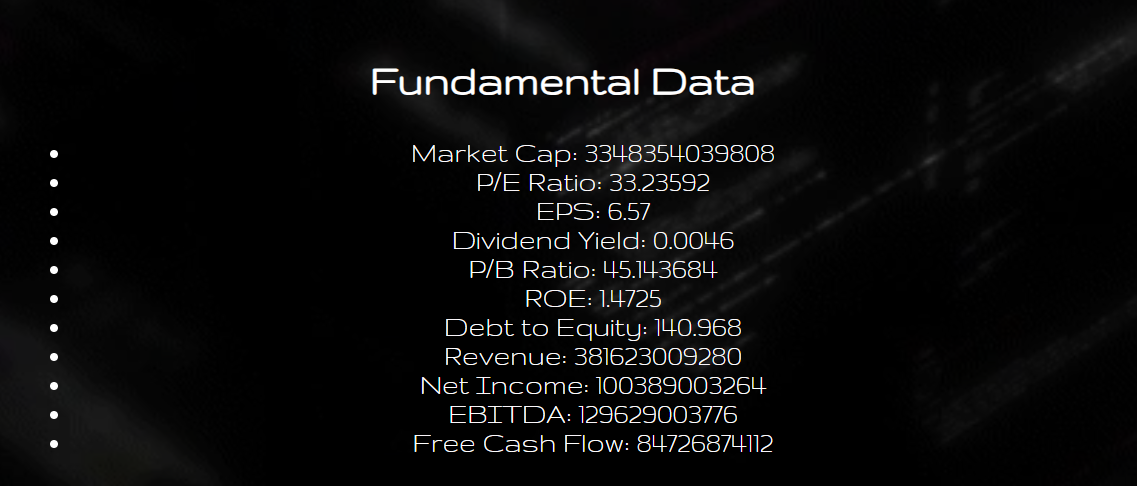 Fundamental Data
Market Cap: 3348354039808
P/E Ratio: 33.23592
EPS: 6.57
Dividend Yield: 0.0046
P/B Ratio: 45.143684
ROE: 1.4725
Debt to Equity: 140.968
Revenue: 381623009280
Net Income: 100389003264
EBITDA: 129629003776
Free Cash Flow: 84726874112